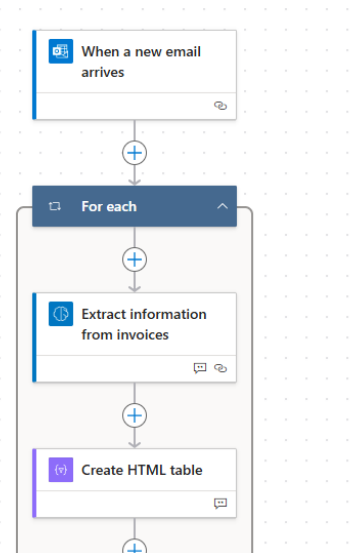 When a new email
arrives
For each
Extract information
from invoices
Create HTML table